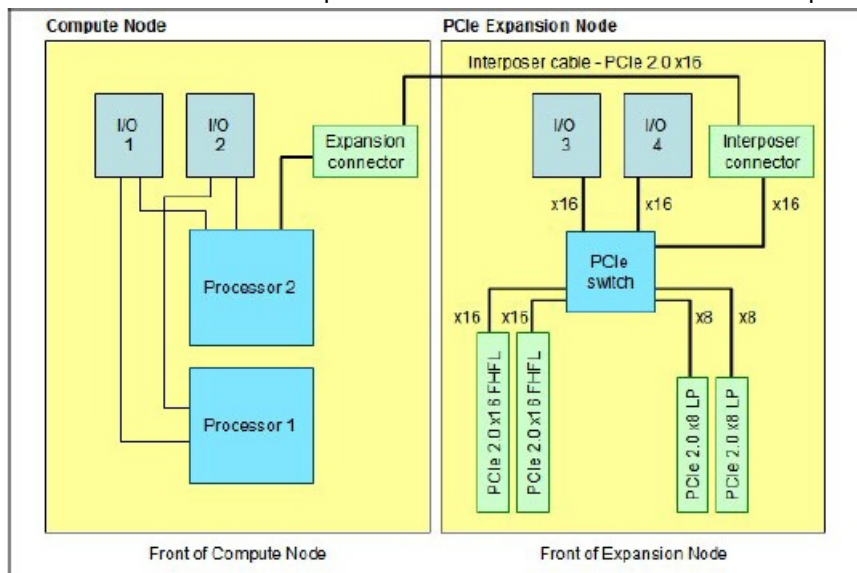 Compute Node
PCIe Expansion Node
Interposer cable - PCIe 2.0 x16
I/O
1
I/O
2
Expansion
connector
I/O
3
I/O
4
Interposer
connector
x16
x16
x16
Processor 2
PCIe
switch
x16
x16
x8
x8
Processor 1
PCIe 2.0 x16 FHFL
PCIe 2.0 x16 FHFL
PCIe 2.0 x8 LP
PCIe 2.0 x8 LP
Front of Compute Node
Front of Expansion Node